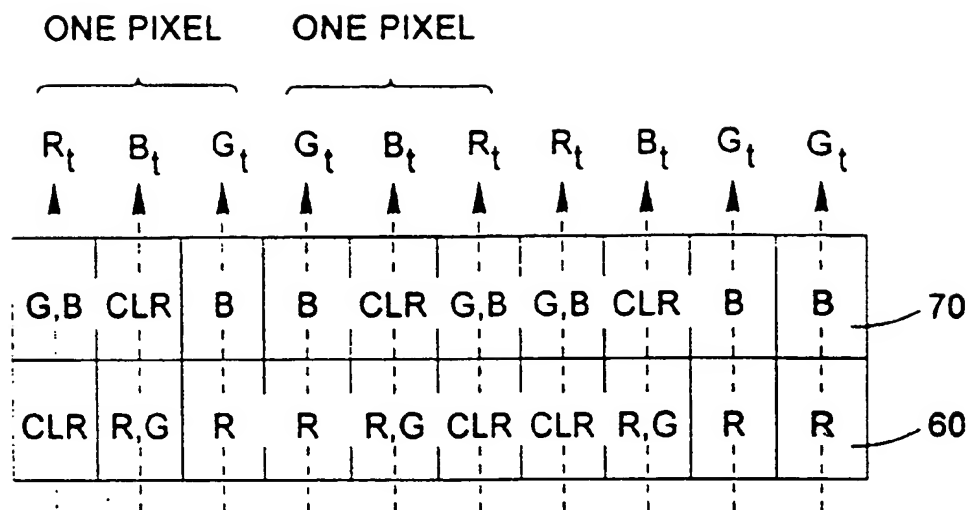 ONE PIXEL ONE PIXEL
Rt Bt Gt Gt Bt Rt Rt Bt Gt Gt
G,B CLR B B CLR G,B G,B CLR B B 70
CLR R,G R R R,G CLR CLR R,G R R 60